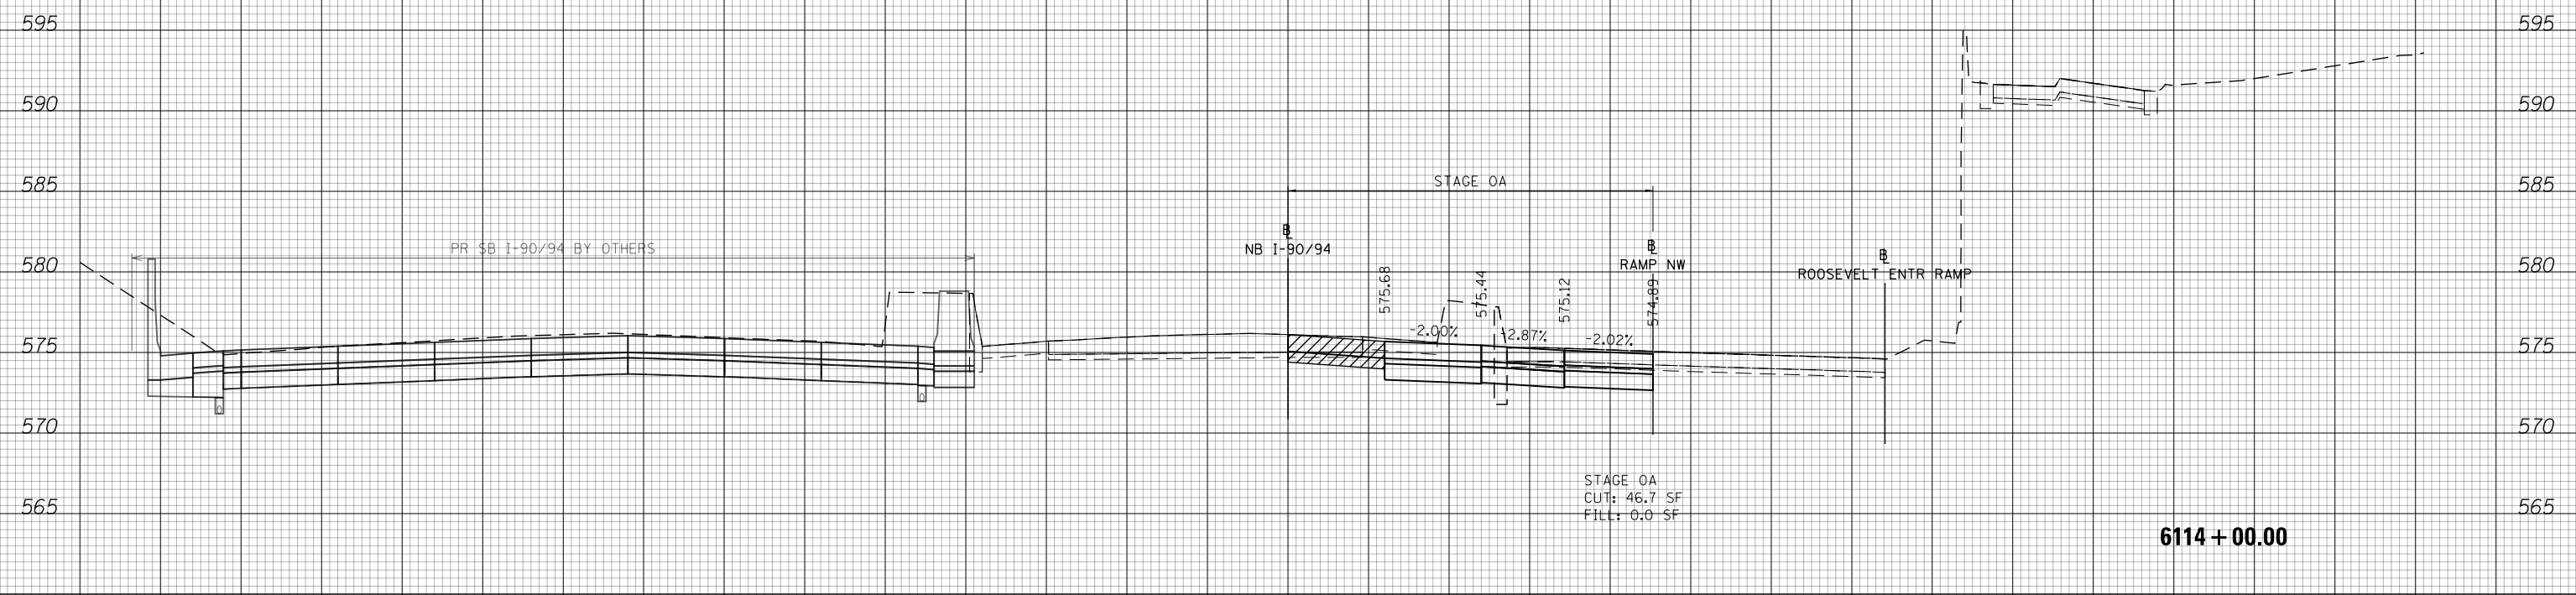 595 595
590 590
585 585
STAGE 0A
PR SB I-90/94 BY OTHERS
NB I-90/94
RAMP NW
ROOSEVELT ENTR RAMP
580 580
575.68
575.44
575.12
574.89
-2.00%
-2.87%
-2.02%
575 575
570 570
STAGE 0A
CUT: 46.7 SF
FILL: 0.0 SF
565 565
6114+00.00